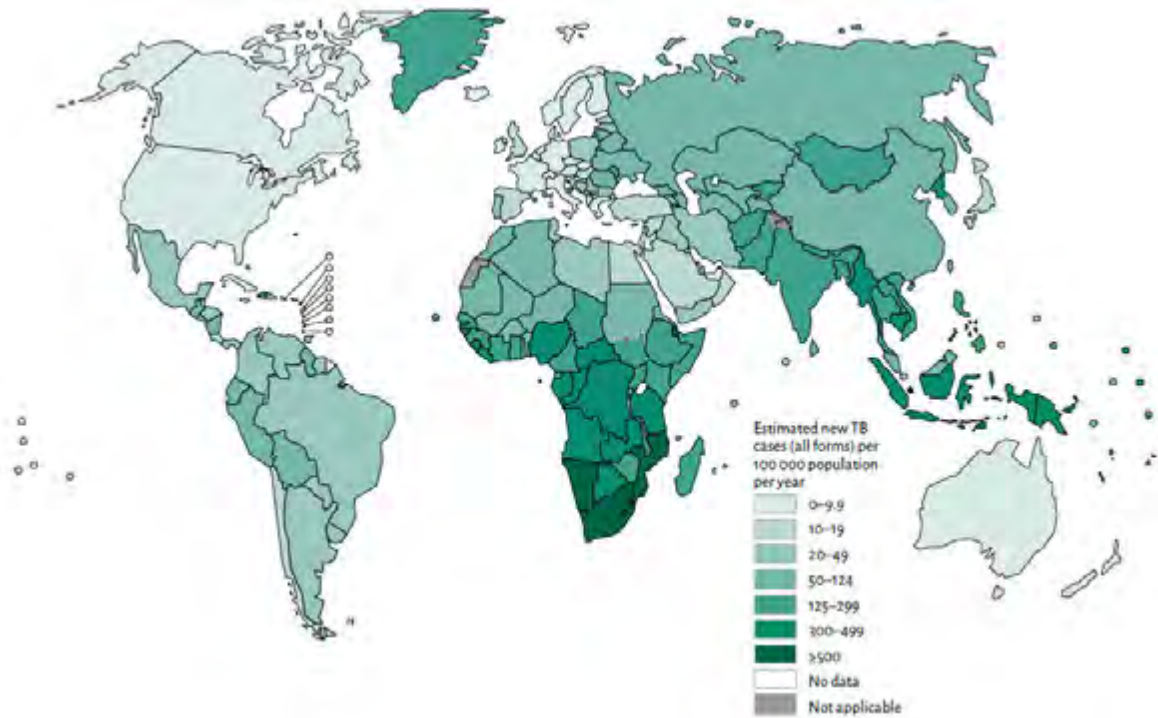 Estimated new TB
cases (all forms) per
100 000 population
per year
0–9.9
10–19
20–49
50–124
125–299
300–499
≥500
No data
Not applicable